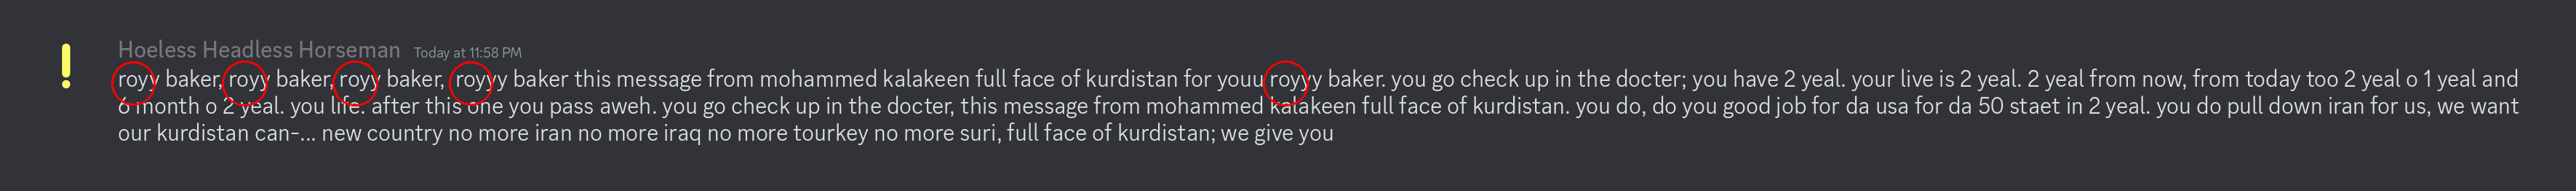 Hoeless Headless Horseman Today at 11:58 PM
royy baker, royy baker, royy baker, royyy baker this message from mohammed kalakeen full face of kurdistan for youu royyy baker. you go check up in the docter; you have 2 yeal. your live is 2 yeal. 2 yeal from now, from today too 2 yeal o 1 yeal and
6 month o 2 yeal. you life. after this one you pass aweh. you go check up in the docter, this message from mohammed kalakeen full face of kurdistan. you do, do you good job for da usa for da 50 staet in 2 yeal. you do pull down iran for us, we want
our kurdistan can-... new country no more iran no more iraq no more tourkey no more suri, full face of kurdistan; we give you